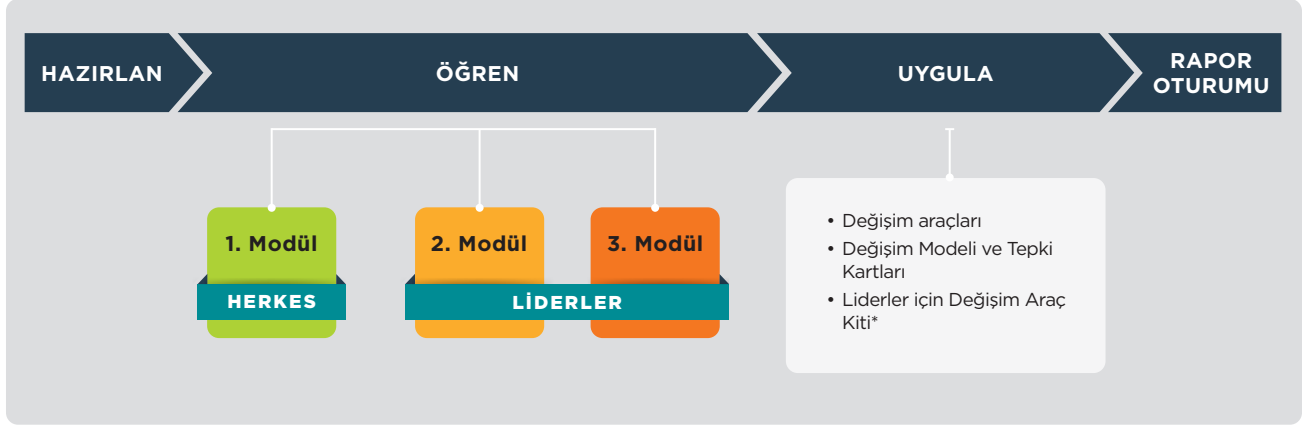 HAZIRLAN
ÖĞREN
UYGULA
RAPOR
OTURUMU
1. Modül
2. Modül
3. Modül
HERKES
LİDERLER
• Değişim araçları
• Değişim Modeli ve Tepki
Kartları
• Liderler için Değişim Araç
Kiti*